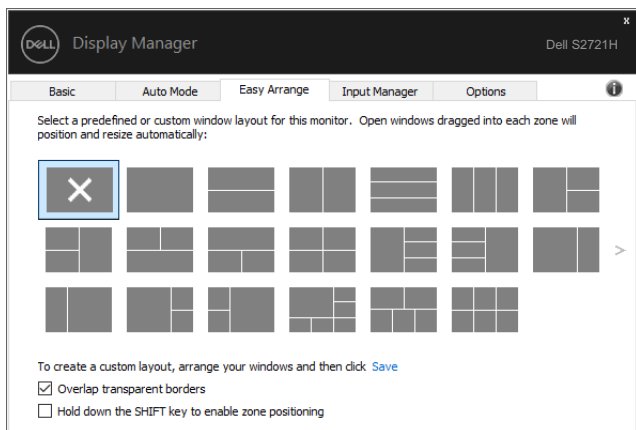 x
DELL Display Manager Dell S2721H
Basic Auto Mode Easy Arrange Input Manager Options i
Select a predefined or custom window layout for this monitor. Open windows dragged into each zone will
position and resize automatically:
>
To create a custom layout, arrange your windows and then click Save
Overlap transparent borders
Hold down the SHIFT key to enable zone positioning